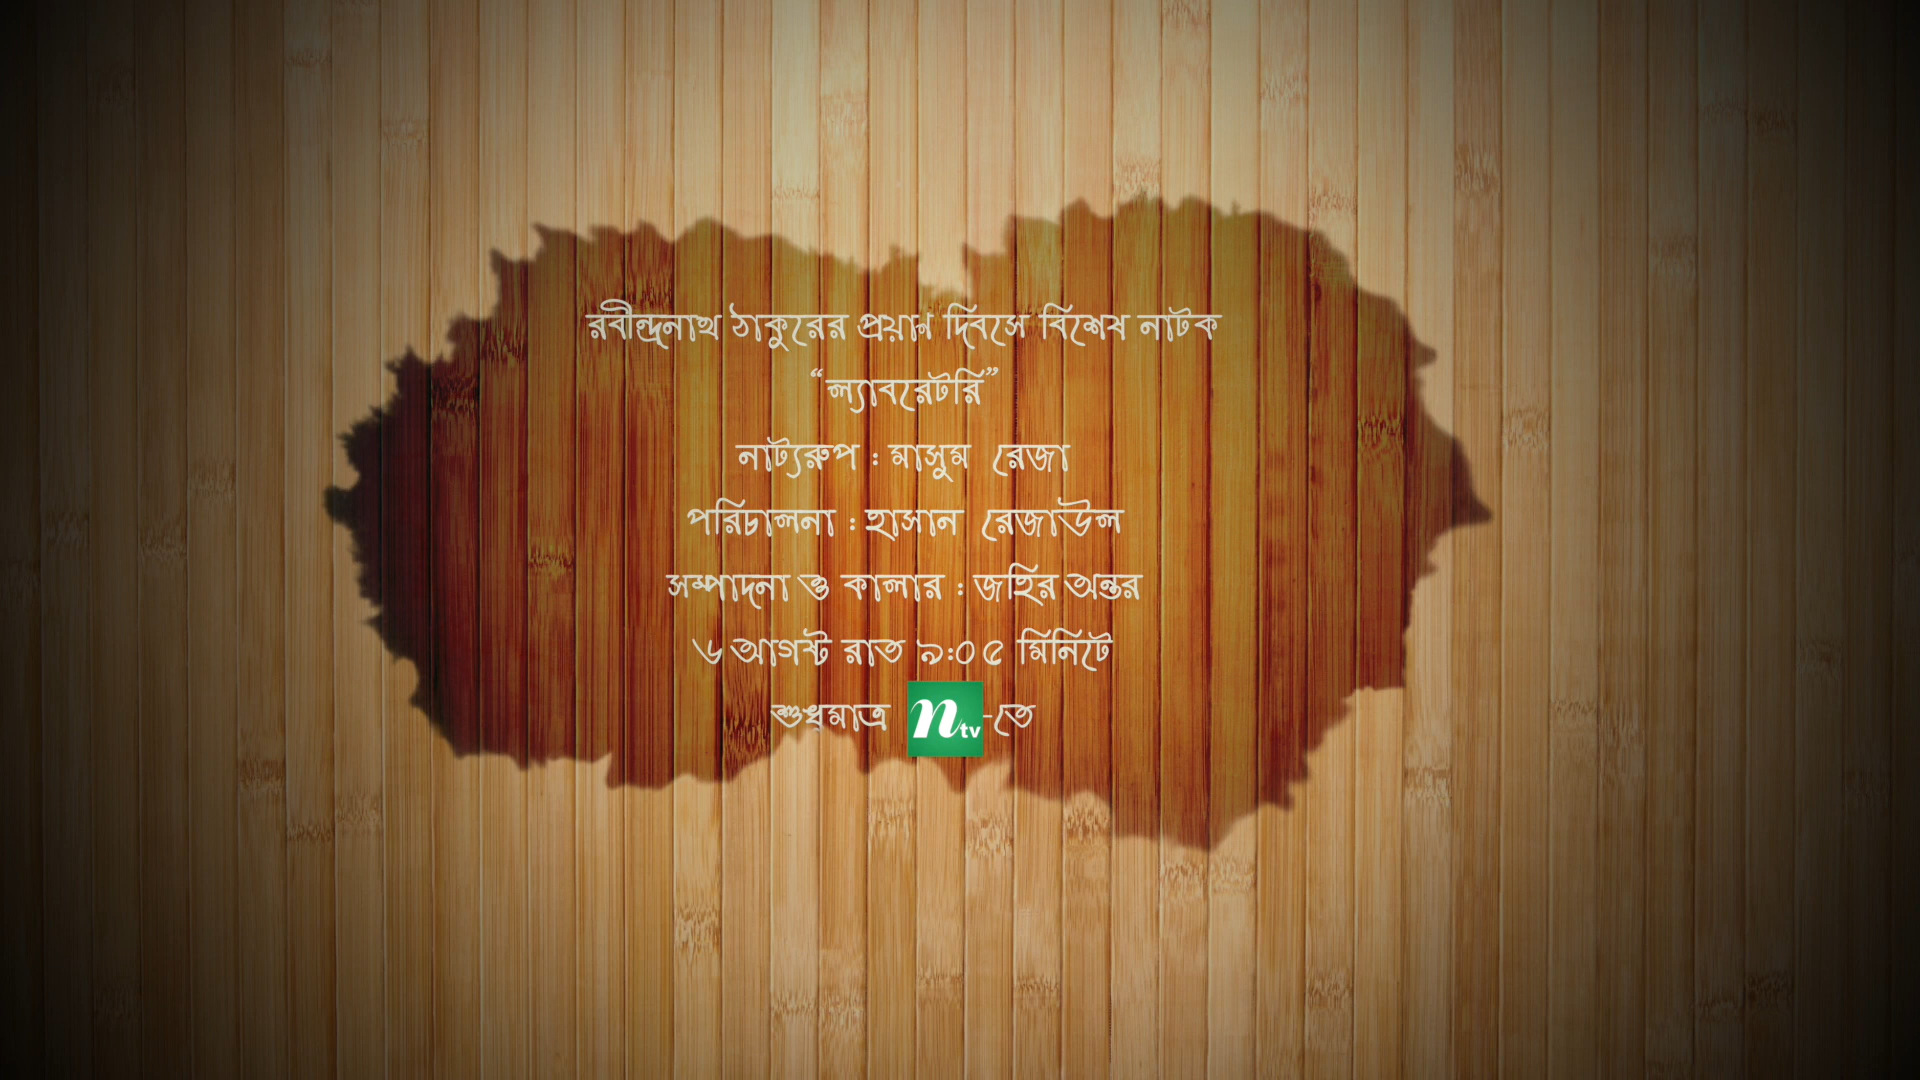 রবীন্দ্রনাথ ঠাকুরের প্রয়াণ দিবসে বিশেষ নাটক
“ল্যাবরেটরি”
নাট্যরুপ : মাসুম রেজা
পরিচালনা : হাসান রেজাউল
সম্পাদনা ও কালার : জহির অন্তর
৬ আগষ্ট রাত ৯:০৫ মিনিটে
শুধুমাত্র ntv-তে